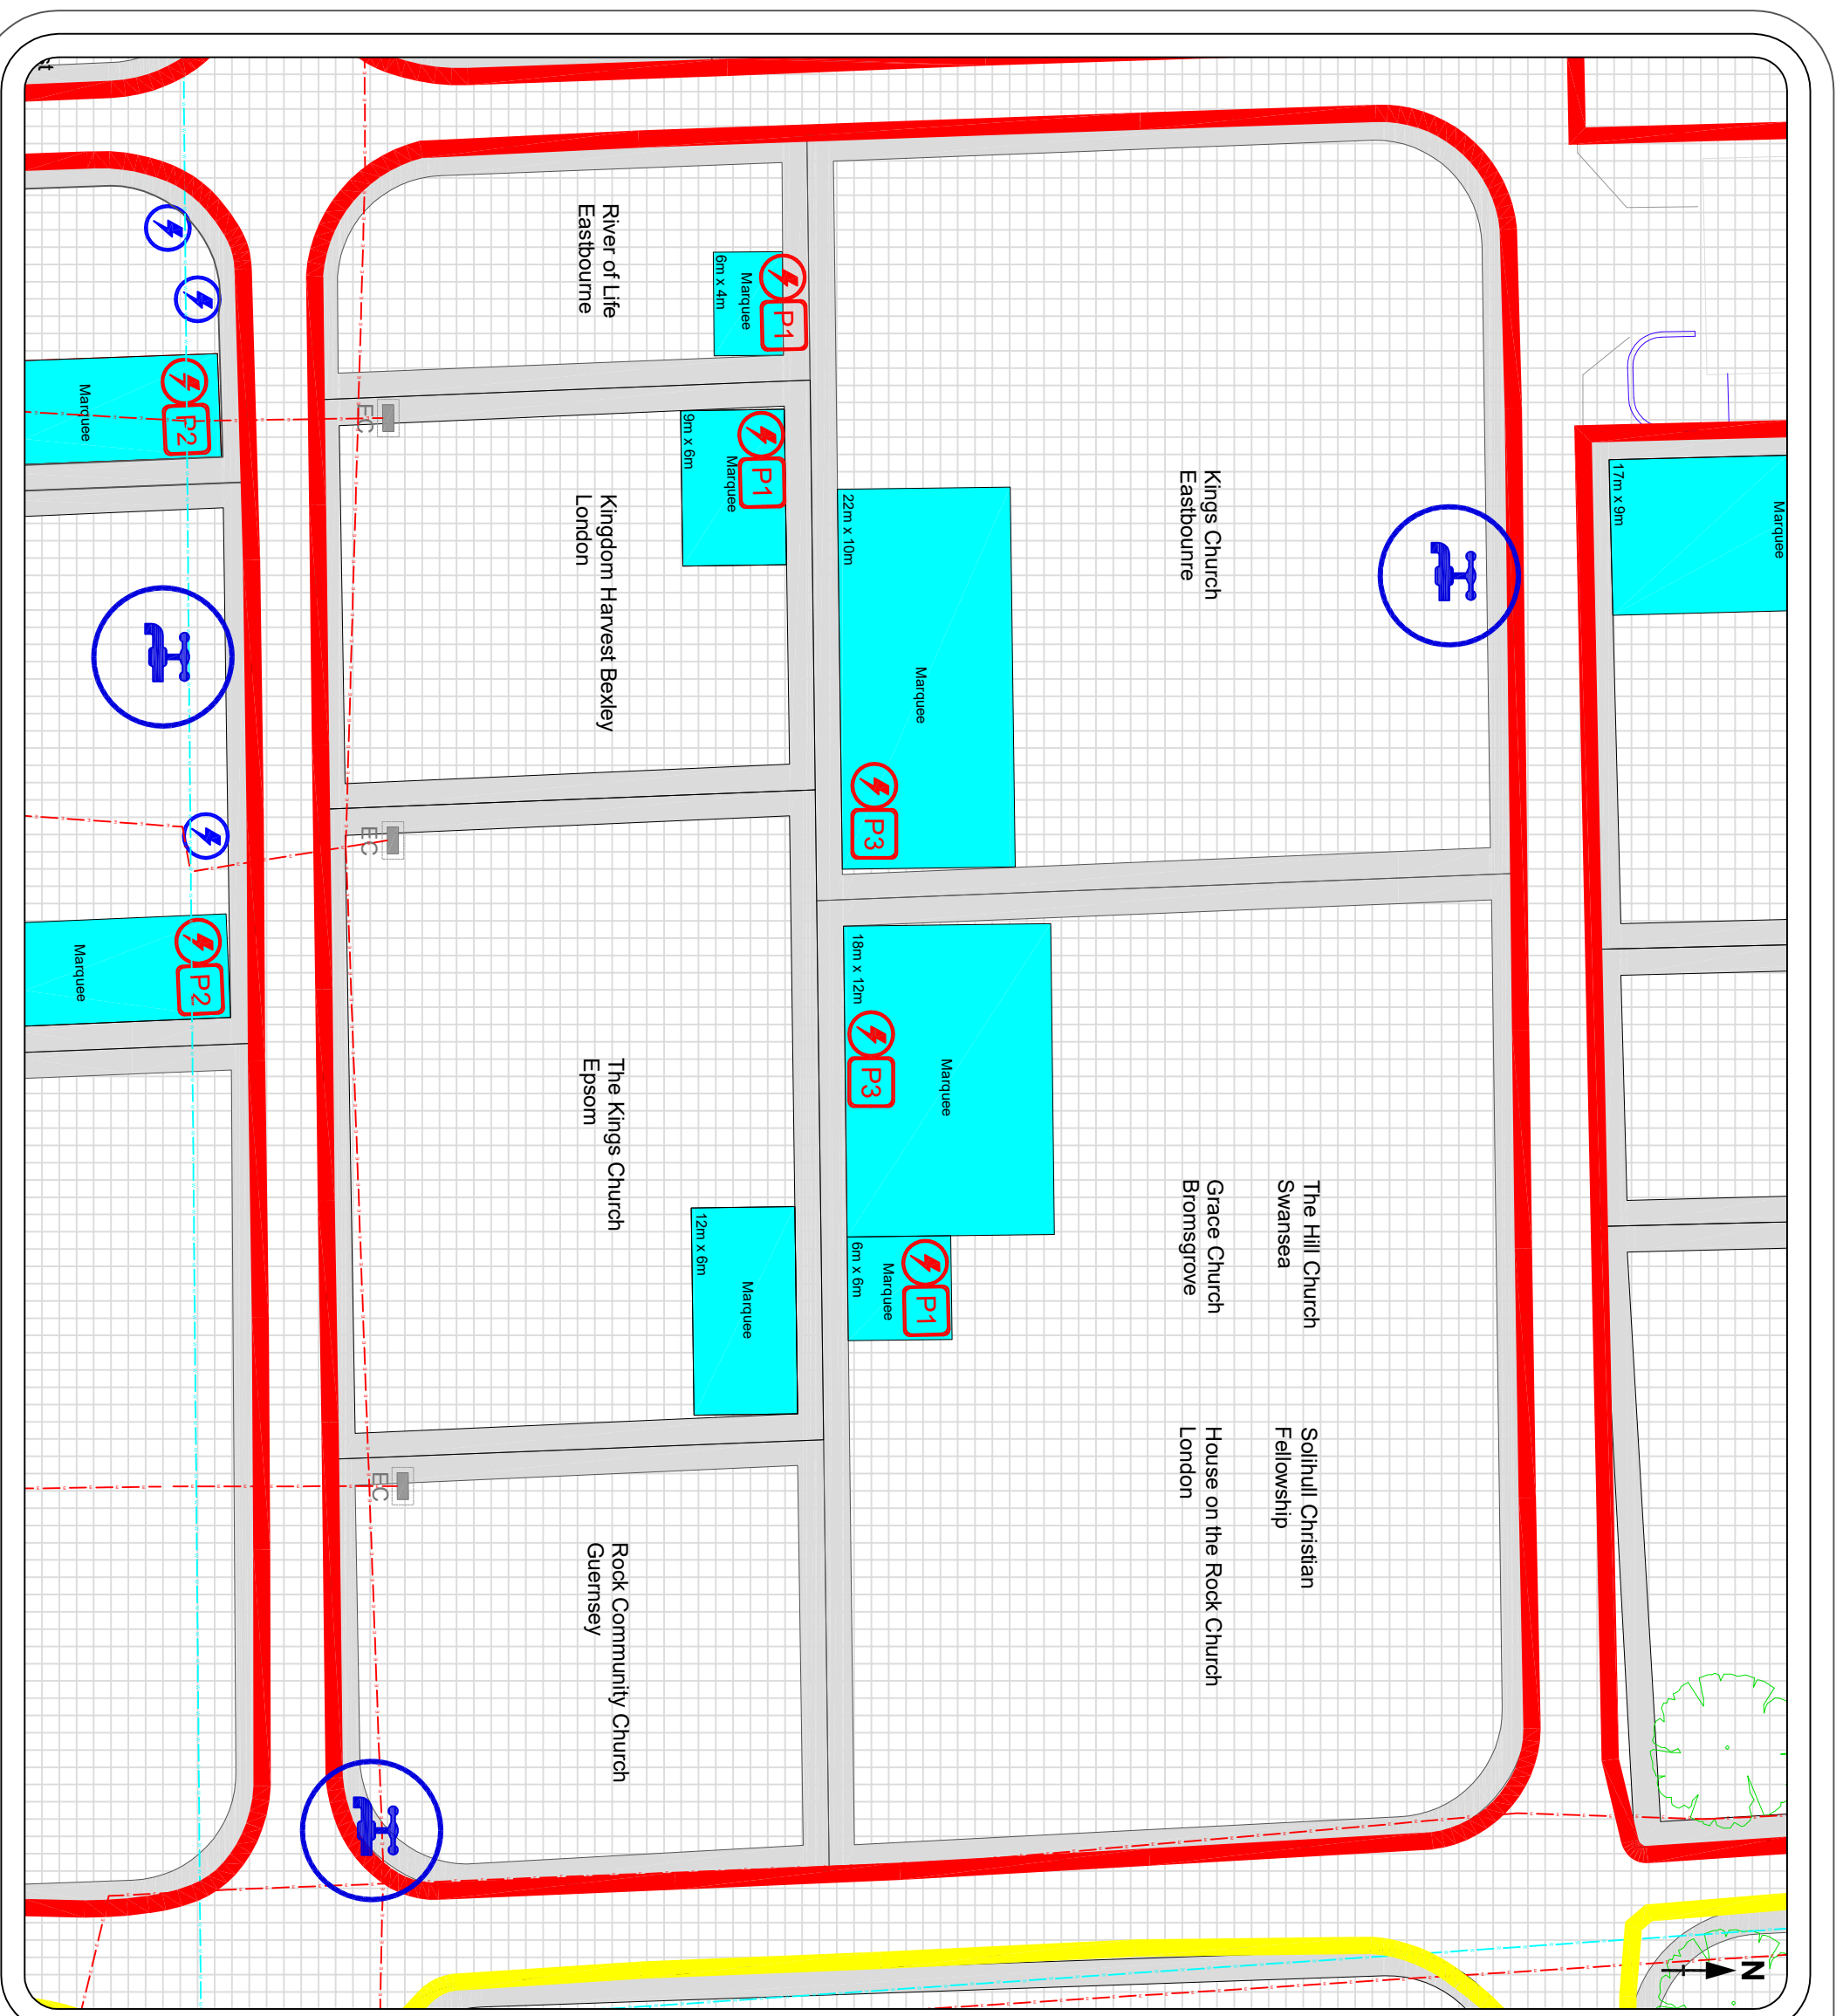 River of Life
Eastbourne
Marquee
6m x 4m
P1
Kingdom Harvest Bexley
London
Marquee
9m x 6m
P1
The Kings Church
Epsom
Marquee
12m x 6m
Rock Community Church
Guernsey
Kings Church
Eastbounre
Marquee
22m x 10m
P3
Marquee
18m x 12m
P3
Marquee
6m x 6m
P1
The Hill Church
Swansea
Grace Church
Bromsgrove
Solihull Christian
Fellowship
House on the Rock Church
London
Marquee
17m x 9m
Marquee
P2
Marquee
P2
EC
EC
EC
N